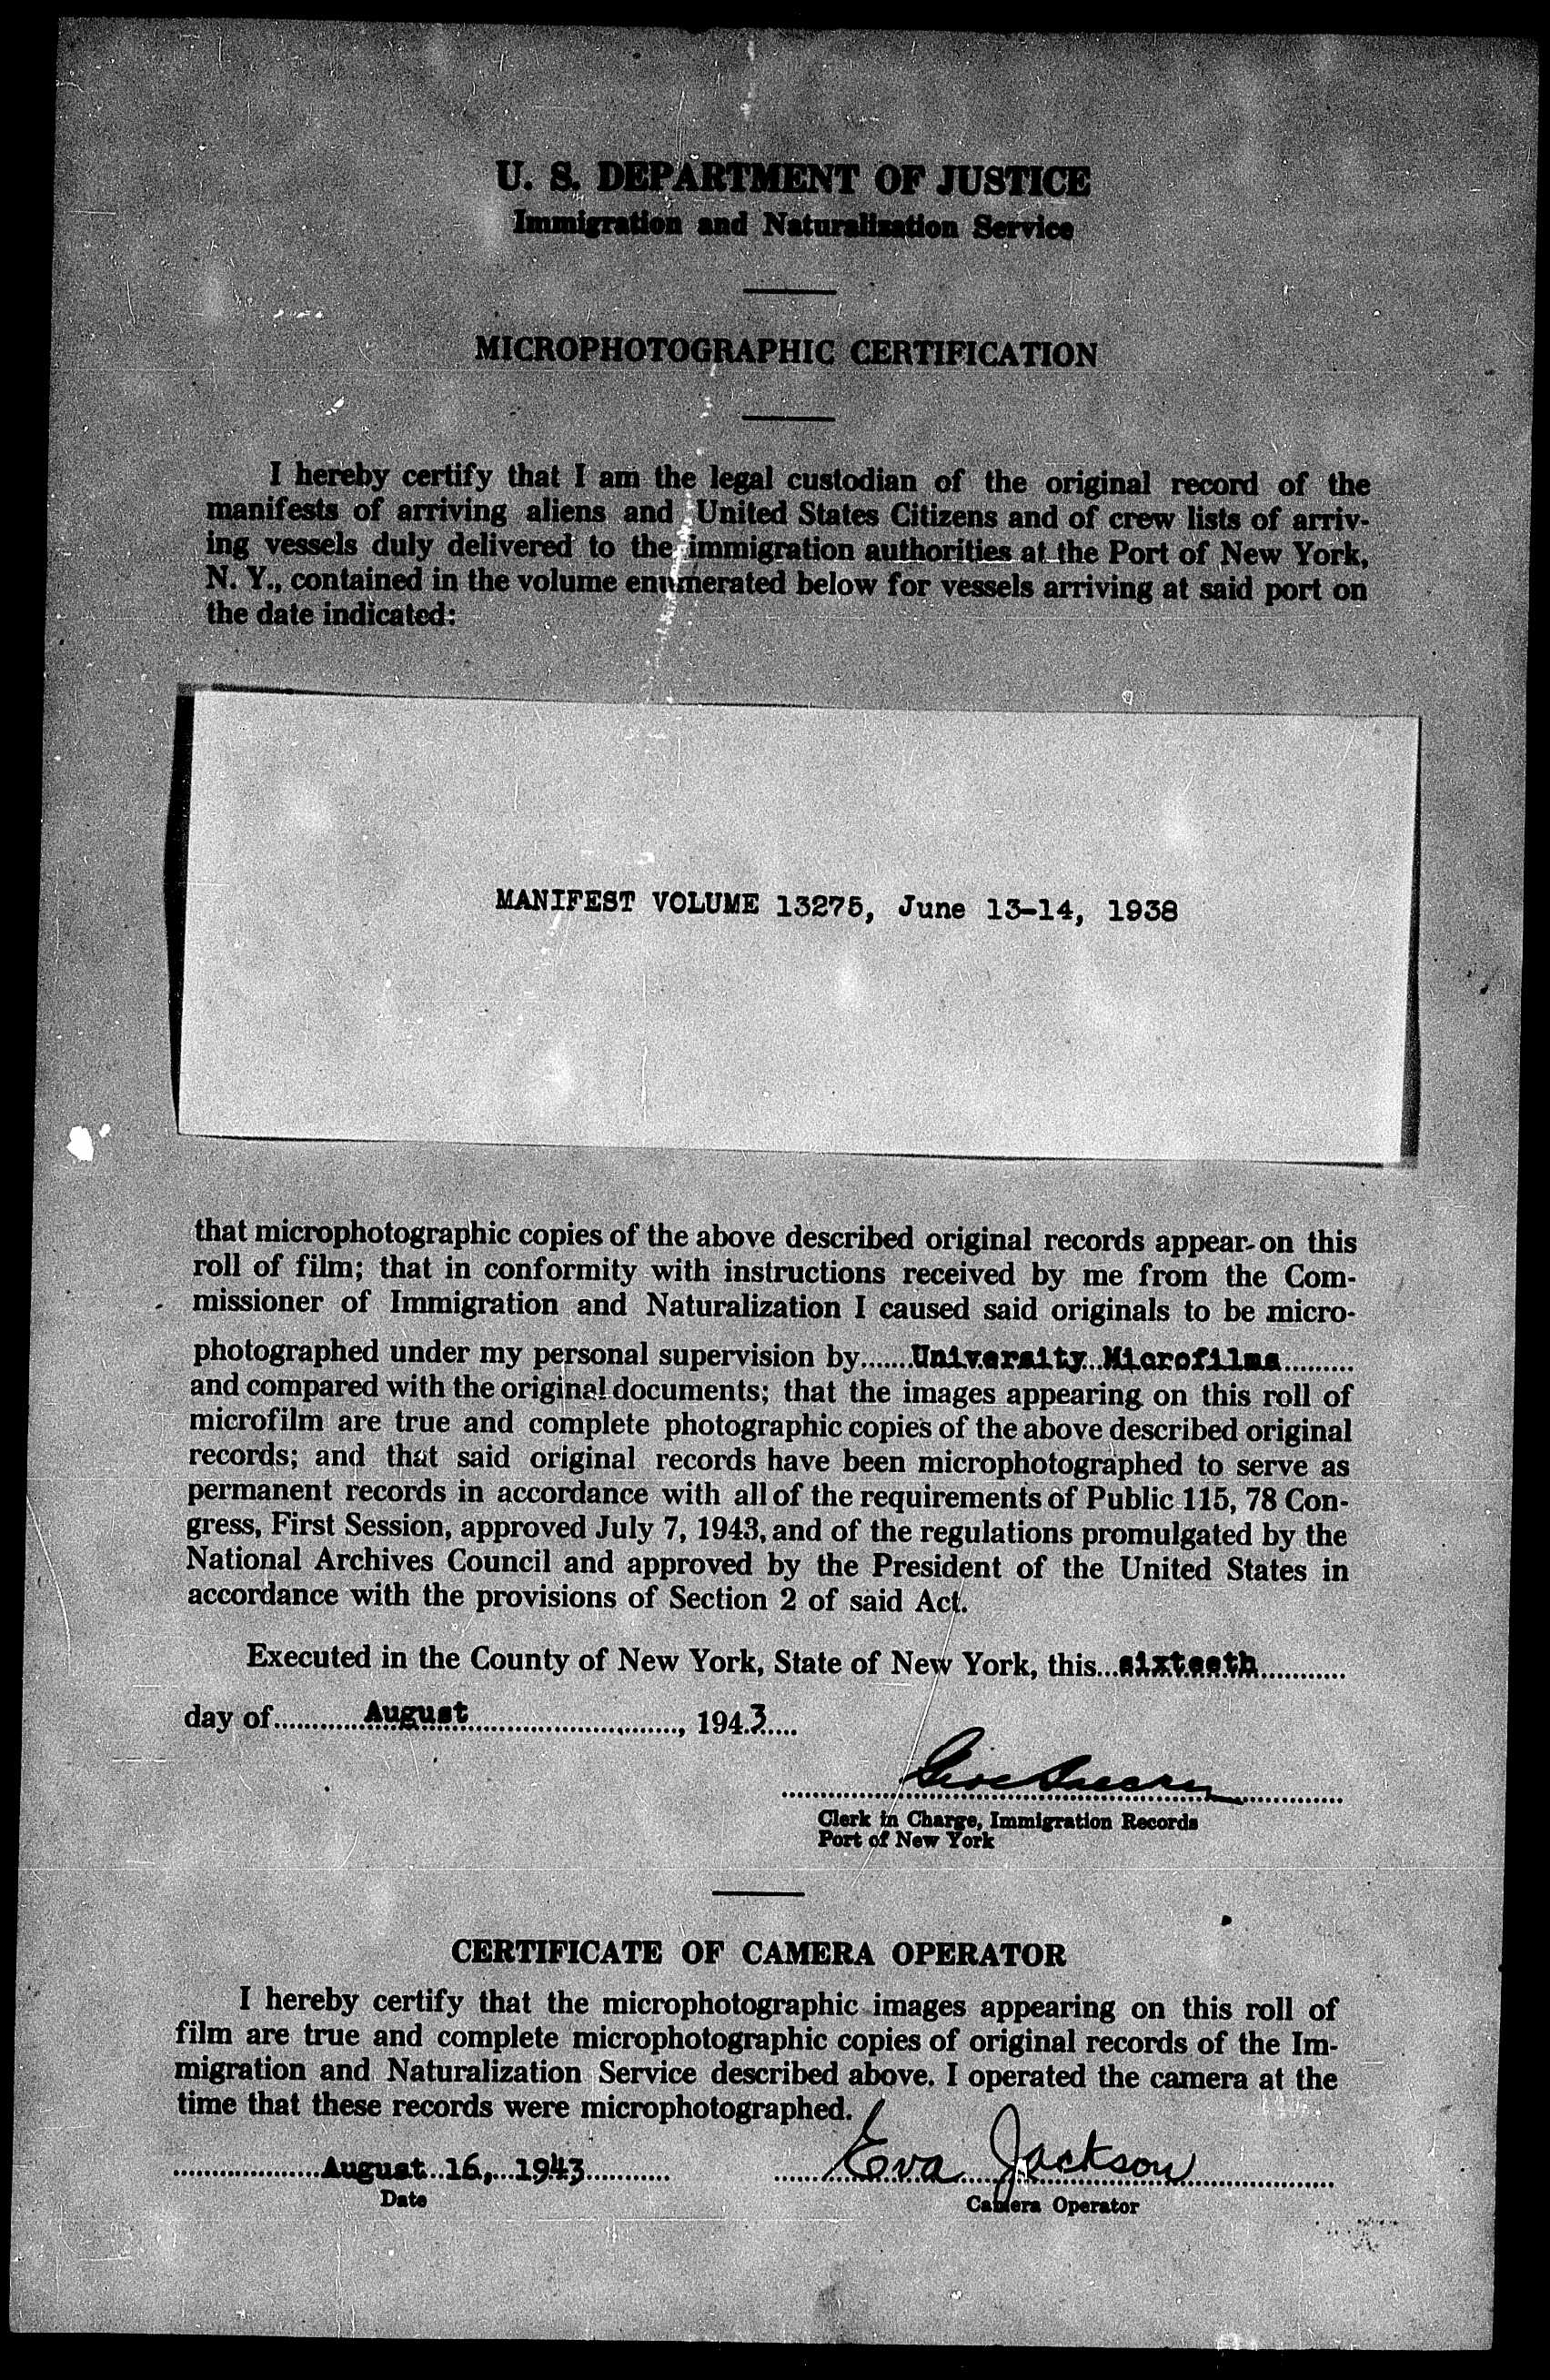 U. S. DEPARTMENT OF JUSTICE
Immigration and Naturalization Service
MICROPHOTOGRAPHIC CERTIFICATION
I hereby certify that I am the legal custodian of the original record of the
manifests of arriving aliens and United States Citizens and of crew lists of arriv-
ing vessels duly delivered to the immigration authorities at the Port of New York,
N. Y., contained in the volume enumerated below for vessels arriving at said port on
the date indicated:
MANIFEST VOLUME 13275, June 13-14, 1938
that microphotographic copies of the above described original records appear on this
roll of film; that in conformity with instructions received by me from the Com-
missioner of Immigration and Naturalization I caused said originals to be micro-
photographed under my personal supervision by.......University Microfilms..........
and compared with the original documents; that the images appearing on this roll of
microfilm are true and complete photographic copies of the above described original
records; and that said original records have been microphotographed to serve as
permanent records in accordance with all of the requirements of Public 115, 78 Con-
gress, First Session, approved July 7, 1943, and of the regulations promulgated by the
National Archives Council and approved by the President of the United States in
accordance with the provisions of Section 2 of said Act.
Executed in the County of New York, State of New York, this...sixteeth............
day of.............August............................, 194.3.....
Clerk in Charge, Immigration Records
Port of New York
CERTIFICATE OF CAMERA OPERATOR
I hereby certify that the microphotographic images appearing on this roll of
film are true and complete microphotographic copies of original records of the Im-
migration and Naturalization Service described above. I operated the camera at the
time that these records were microphotographed.
....................August 16, 1943............ Eva Jackson
Date Camera Operator